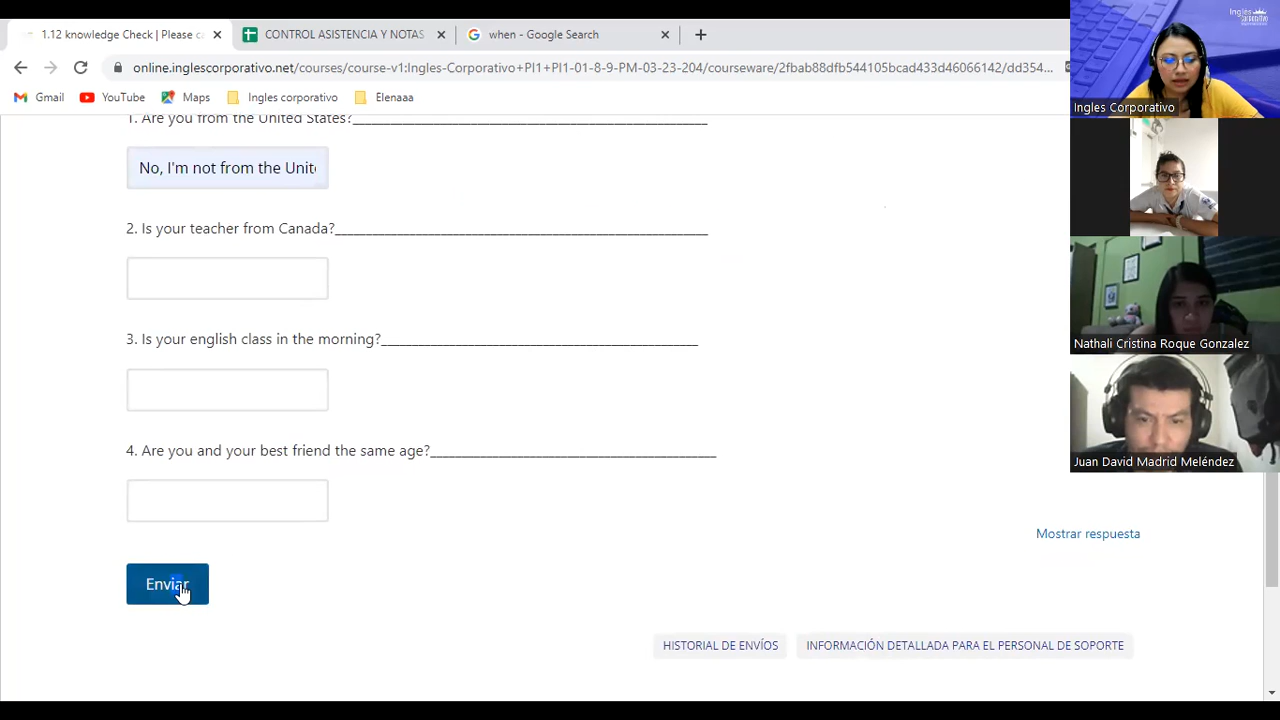 1.12 knowledge Check | Please ca
CONTROL ASISTENCIA Y NOTAS
when - Google Search
online.inglescorporativo.net/courses/course-v1:Ingles-Corporativo+PI1+PI1-01-8-9-PM-03-23-204/courseware/2fbab88dfb544105bcad433d46066142/dd354...
Gmail
YouTube
Maps
Ingles corporativo
Elenaaa
1. Are you from the United States?
No, I'm not from the Unite
2. Is your teacher from Canada?
3. Is your english class in the morning?
4. Are you and your best friend the same age?
Mostrar respuesta
Enviar
HISTORIAL DE ENVÍOS
INFORMACIÓN DETALLADA PARA EL PERSONAL DE SOPORTE
Ingles
Corporativo
Ingles Corporativo
Nathali Cristina Roque Gonzalez
Juan David Madrid Meléndez